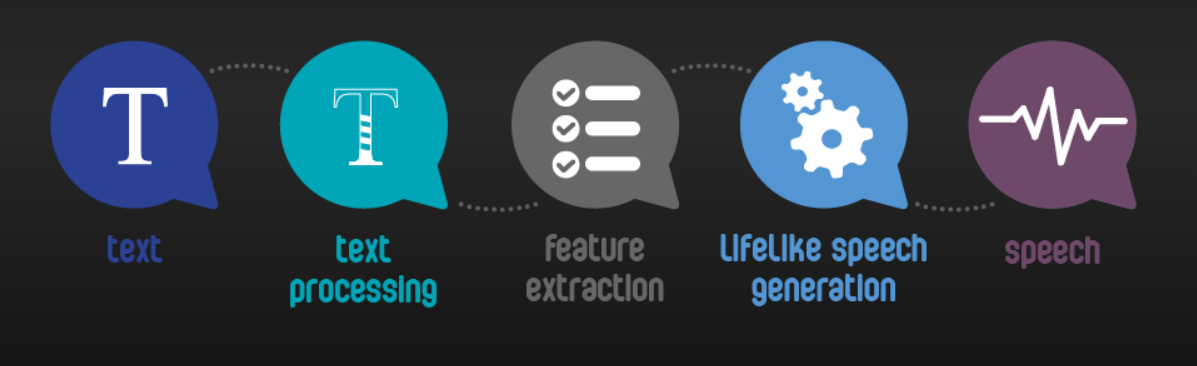 T
T
text
text
processing
feature
extraction
lifelike speech
generation
speech